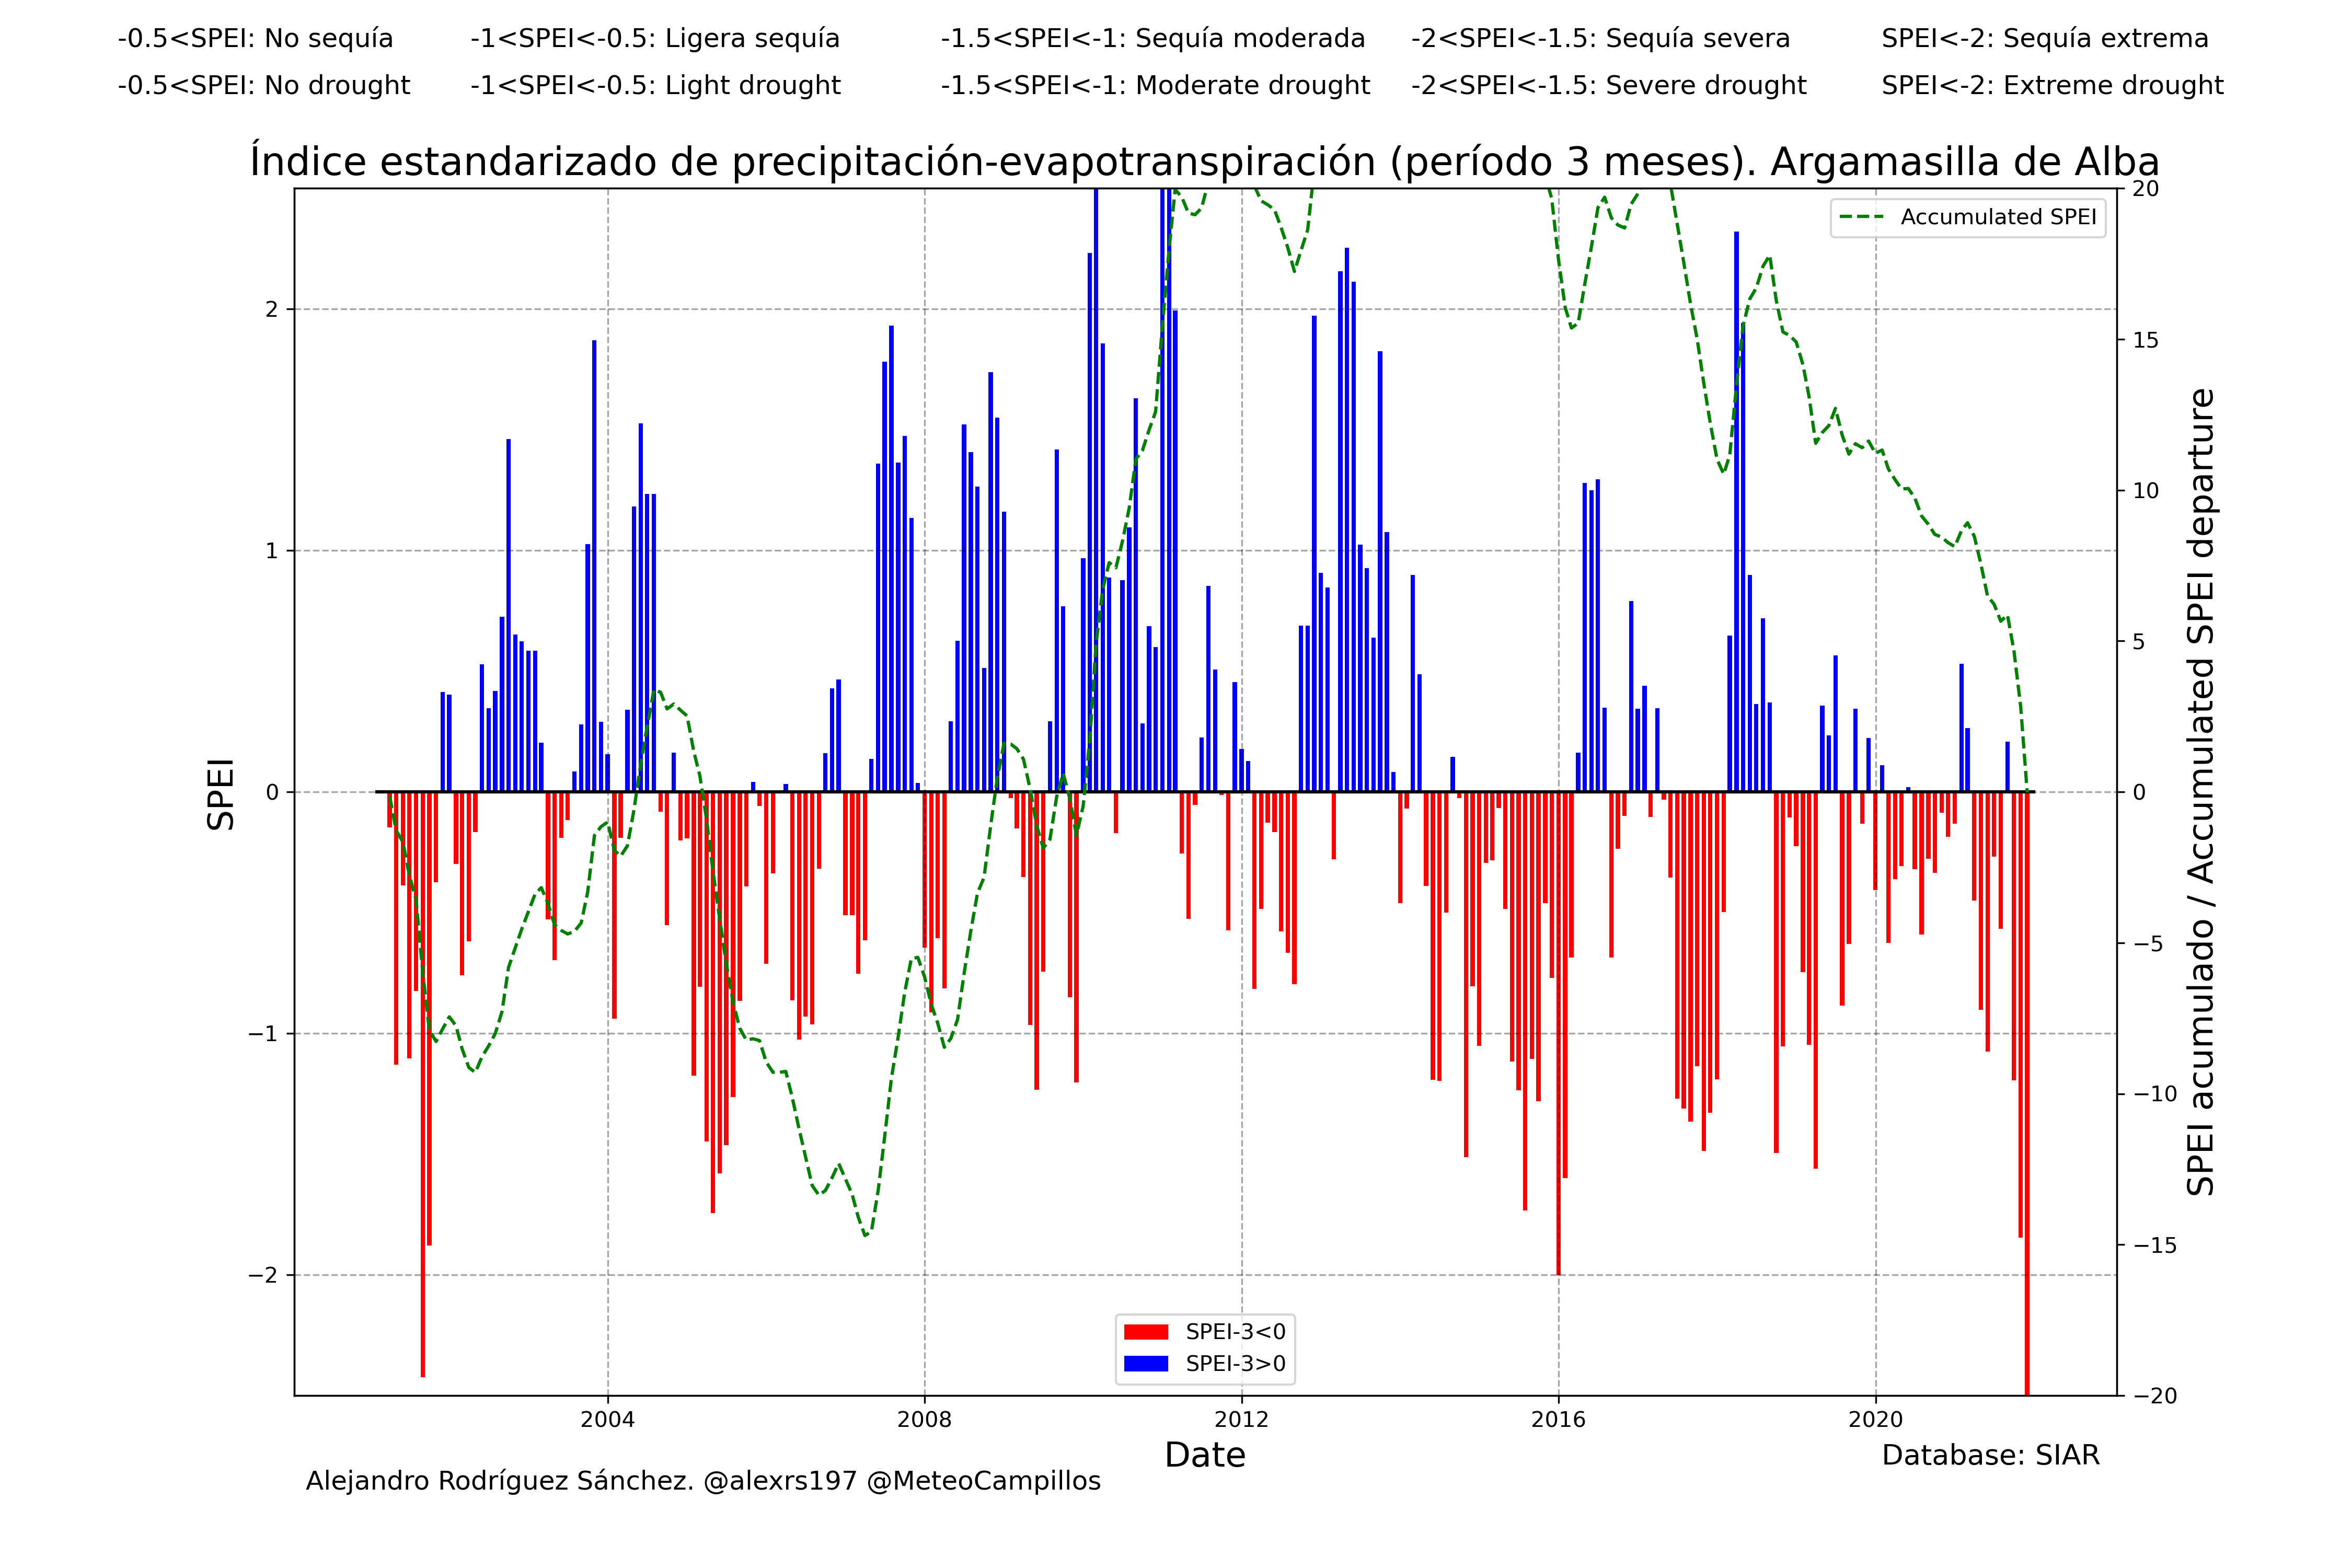 -0.5<SPEI: No sequía -1<SPEI<-0.5: Ligera sequía -1.5<SPEI<-1: Sequía moderada -2<SPEI<-1.5: Sequía severa SPEI<-2: Sequía extrema
-0.5<SPEI: No drought -1<SPEI<-0.5: Light drought -1.5<SPEI<-1: Moderate drought -2<SPEI<-1.5: Severe drought SPEI<-2: Extreme drought
Índice estandarizado de precipitación-evapotranspiración (período 3 meses). Argamasilla de Alba
Accumulated SPEI
SPEI
2
1
0
−1
−2
20
15
10
5
0
−5
−10
−15
−20
SPEI acumulado / Accumulated SPEI departure
SPEI-3<0
SPEI-3>0
2004 2008 2012 2016 2020
Date
Database: SIAR
Alejandro Rodríguez Sánchez. @alexrs197 @MeteoCampillos